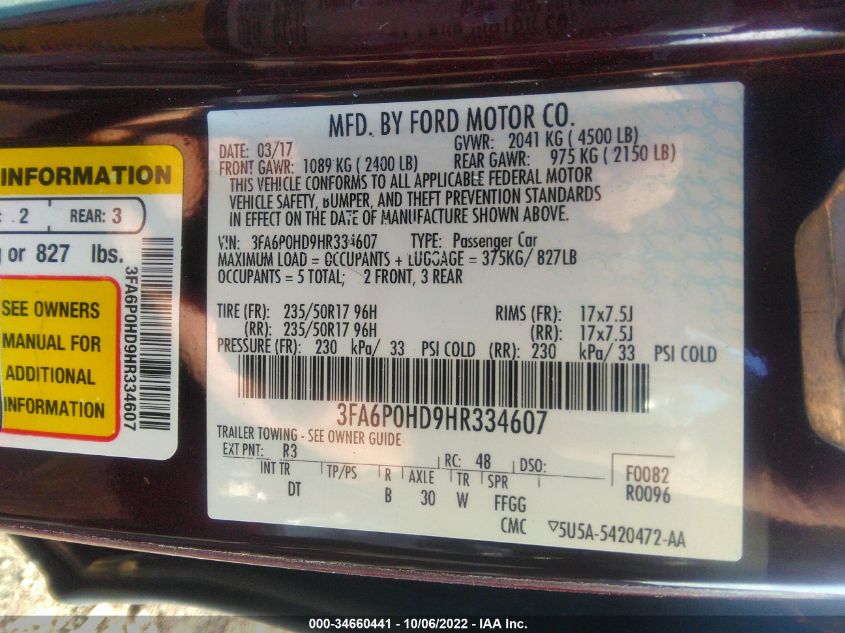 MFD. BY FORD MOTOR CO.
DATE: 03/17 GVWR: 2041 KG ( 4500 LB)
FRONT GAWR: 1089 KG ( 2400 LB) REAR GAWR: 975 KG ( 2150 LB)
THIS VEHICLE CONFORMS TO ALL APPLICABLE FEDERAL MOTOR
VEHICLE SAFETY, BUMPER, AND THEFT PREVENTION STANDARDS
IN EFFECT ON THE DATE OF MANUFACTURE SHOWN ABOVE.
VIN: 3FA6P0HD9HR334607 TYPE: Passenger Car
MAXIMUM LOAD = OCCUPANTS + LUGGAGE = 375KG/ 827LB
OCCUPANTS = 5 TOTAL; 2 FRONT, 3 REAR
TIRE (FR): 235/50R17 96H RIMS (FR): 17x7.5J
(RR): 235/50R17 96H (RR): 17x7.5J
PRESSURE (FR): 230 kPa/ 33 PSI COLD (RR): 230 kPa/ 33 PSI COLD
3FA6P0HD9HR334607
TRAILER TOWING - SEE OWNER GUIDE
EXT PNT: R3 RC: 48 DSO:
INT TR TP/PS R AXLE TR SPR
DT B 30 W FFGG
F0082
R0096
CMC ▽5U5A-5420472-AA
INFORMATION
: 2 REAR: 3
or 827 lbs.
SEE OWNERS
MANUAL FOR
ADDITIONAL
INFORMATION
3FA6P0HD9HR334607
000-34660441 - 10/06/2022 - IAA Inc.